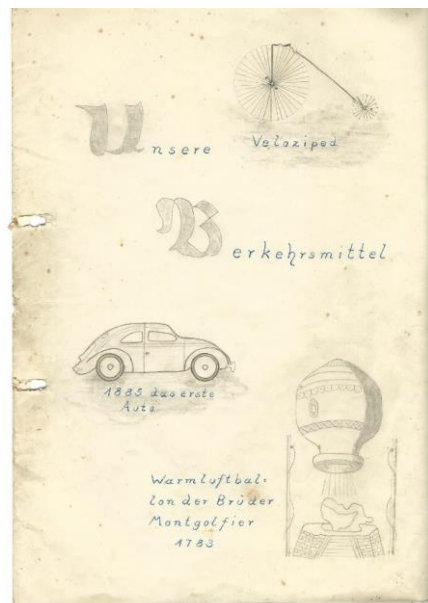 Unsere
Veloziped
Verkehrsmittel
1885 das erste
Auto
Warmluftbal=
lon der Brüder
Montgolfier
1783